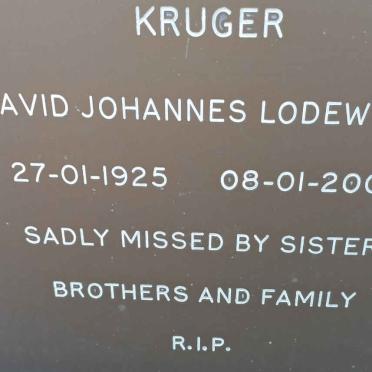 KRUGER
AVID JOHANNES LODEW
27-01-1925 08-01-200
SADLY MISSED BY SISTER
BROTHERS AND FAMILY
R.I.P.